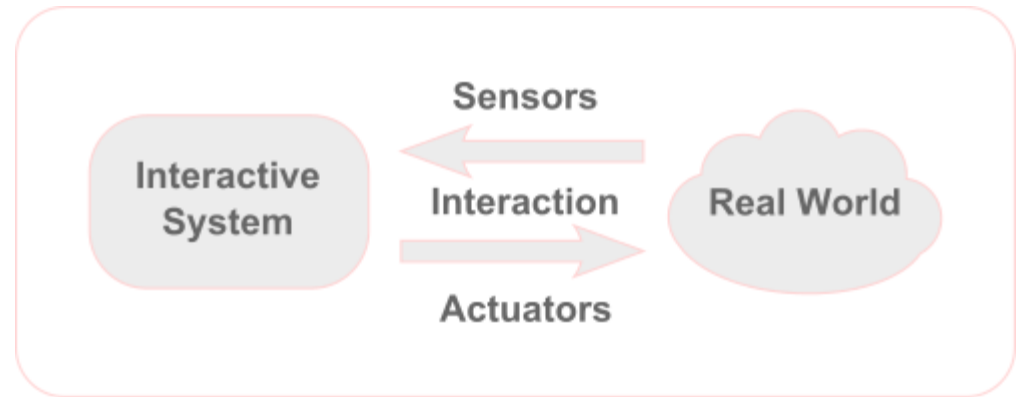 Sensors
Interactive
System
Interaction
Real World
Actuators